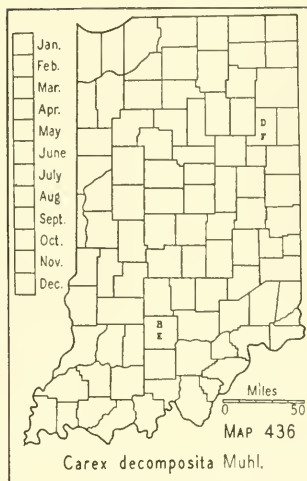 Jan.
Feb.
Mar.
Apr.
May
June
July
Aug
Sept.
Oct.
Nov.
Dec.
D
F
H
K
Miles
0 50
MAP 436
Carex decomposita Muhl.